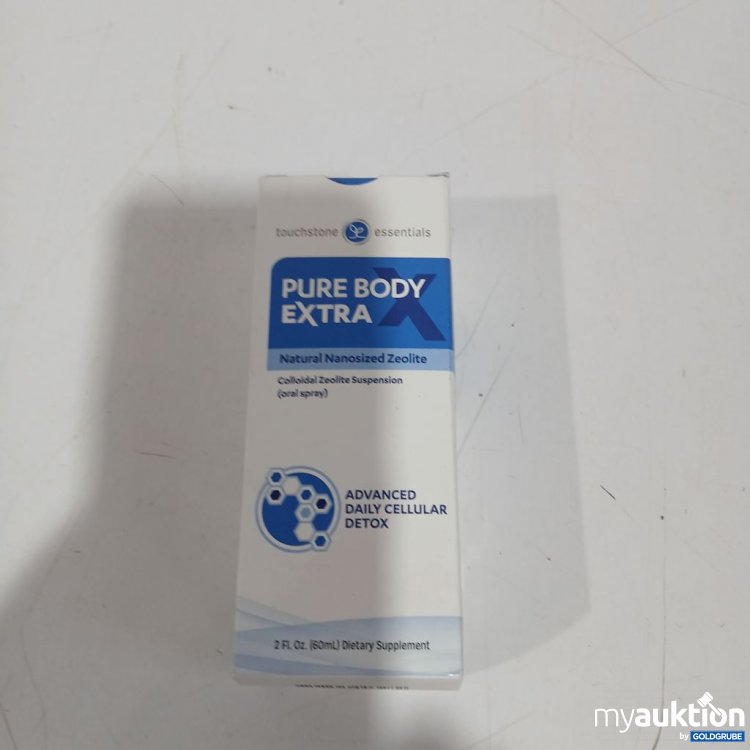 touchstone essentials
PURE BODY
EXTRA X
Natural Nanosized Zeolite
Colloidal Zeolite Suspension
(oral spray)
ADVANCED
DAILY CELLULAR
DETOX
2 Fl. Oz. (60mL) Dietary Supplement
myauktion
by GOLDGRUBE